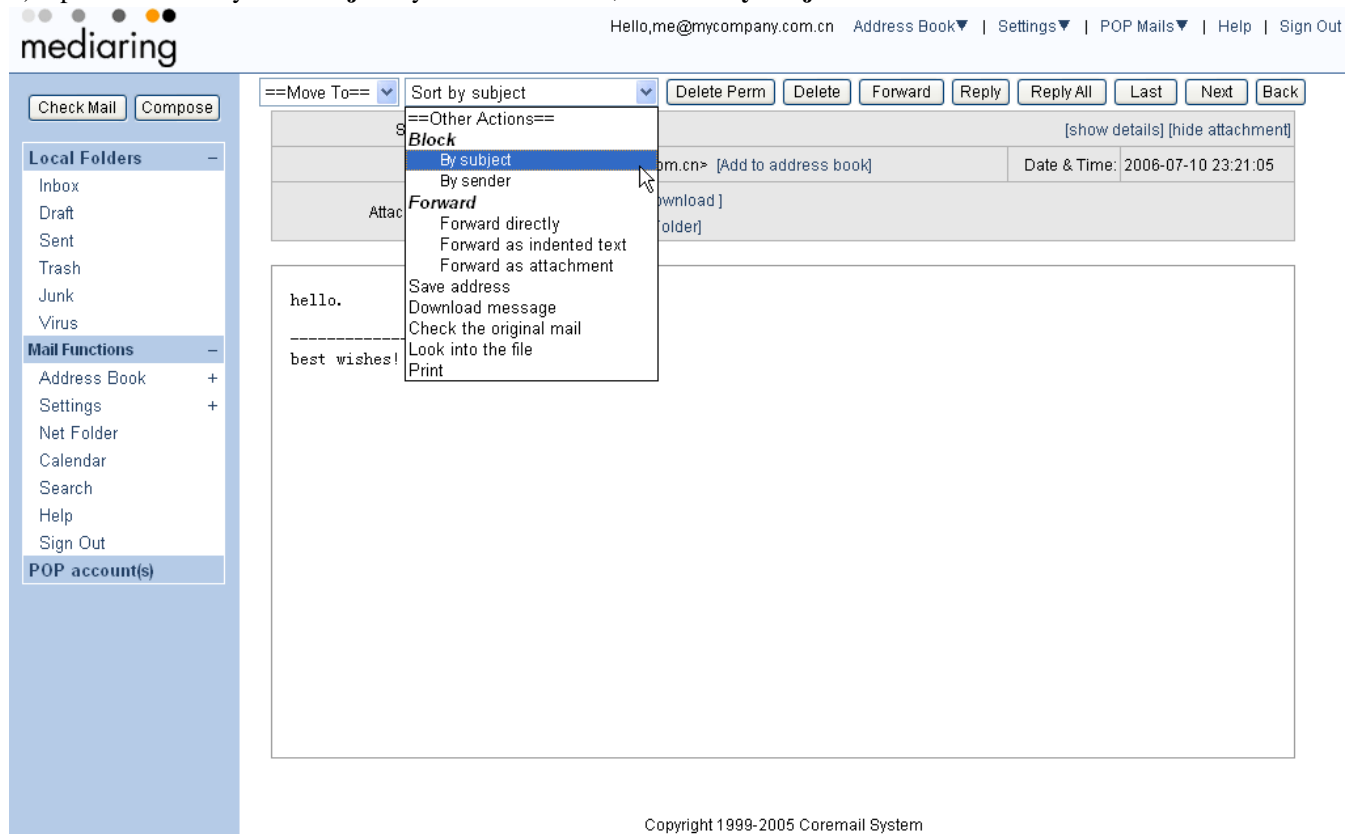 mediaring
Hello,me@mycompany.com.cn Address Book▼ | Settings▼ | POP Mails▼ | Help | Sign Out
Check Mail Compose
==Move To== Sort by subject Delete Perm Delete Forward Reply Reply All Last Next Back
==Other Actions==
Block
By subject
By sender
Forward
Forward directly
Forward as indented text
Forward as attachment
Save address
Download message
Check the original mail
Look into the file
Print
[show details] [hide attachment]
om.cn> [Add to address book] Date & Time: 2006-07-10 23:21:05
Attac ownload ]
older]
Local Folders –
Inbox
Draft
Sent
Trash
Junk
Virus
Mail Functions –
Address Book +
Settings +
Net Folder
Calendar
Search
Help
Sign Out
POP account(s)
hello.
best wishes!
Copyright 1999-2005 Coremail System